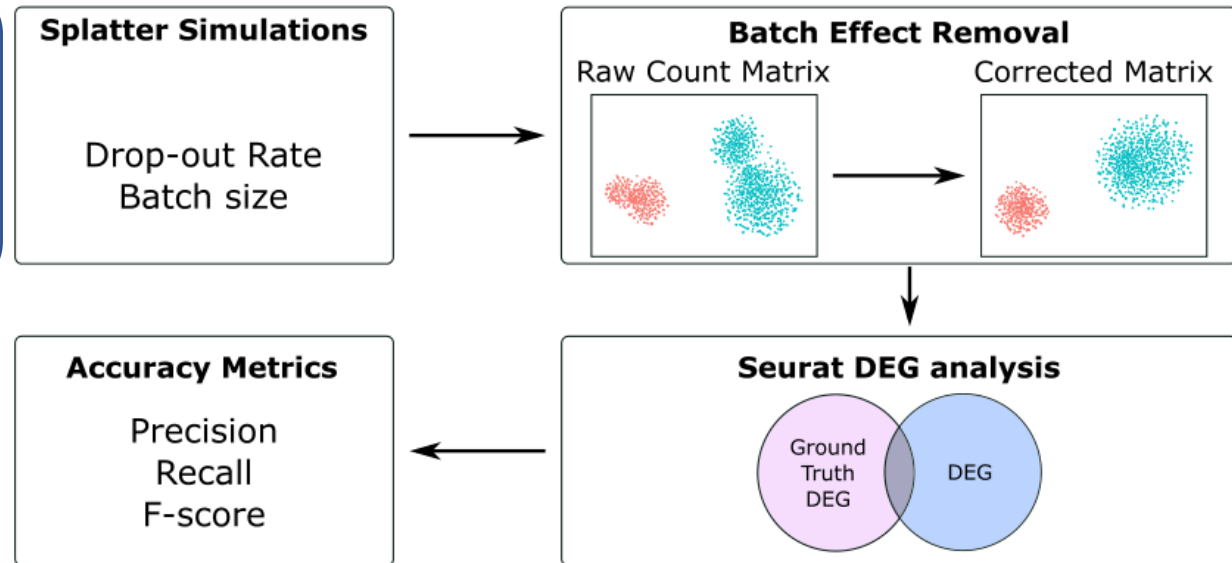 Splatter Simulations
Drop-out Rate
Batch size
Batch Effect Removal
Raw Count Matrix
Corrected Matrix
Seurat DEG analysis
Ground
Truth
DEG
DEG
Accuracy Metrics
Precision
Recall
F-score